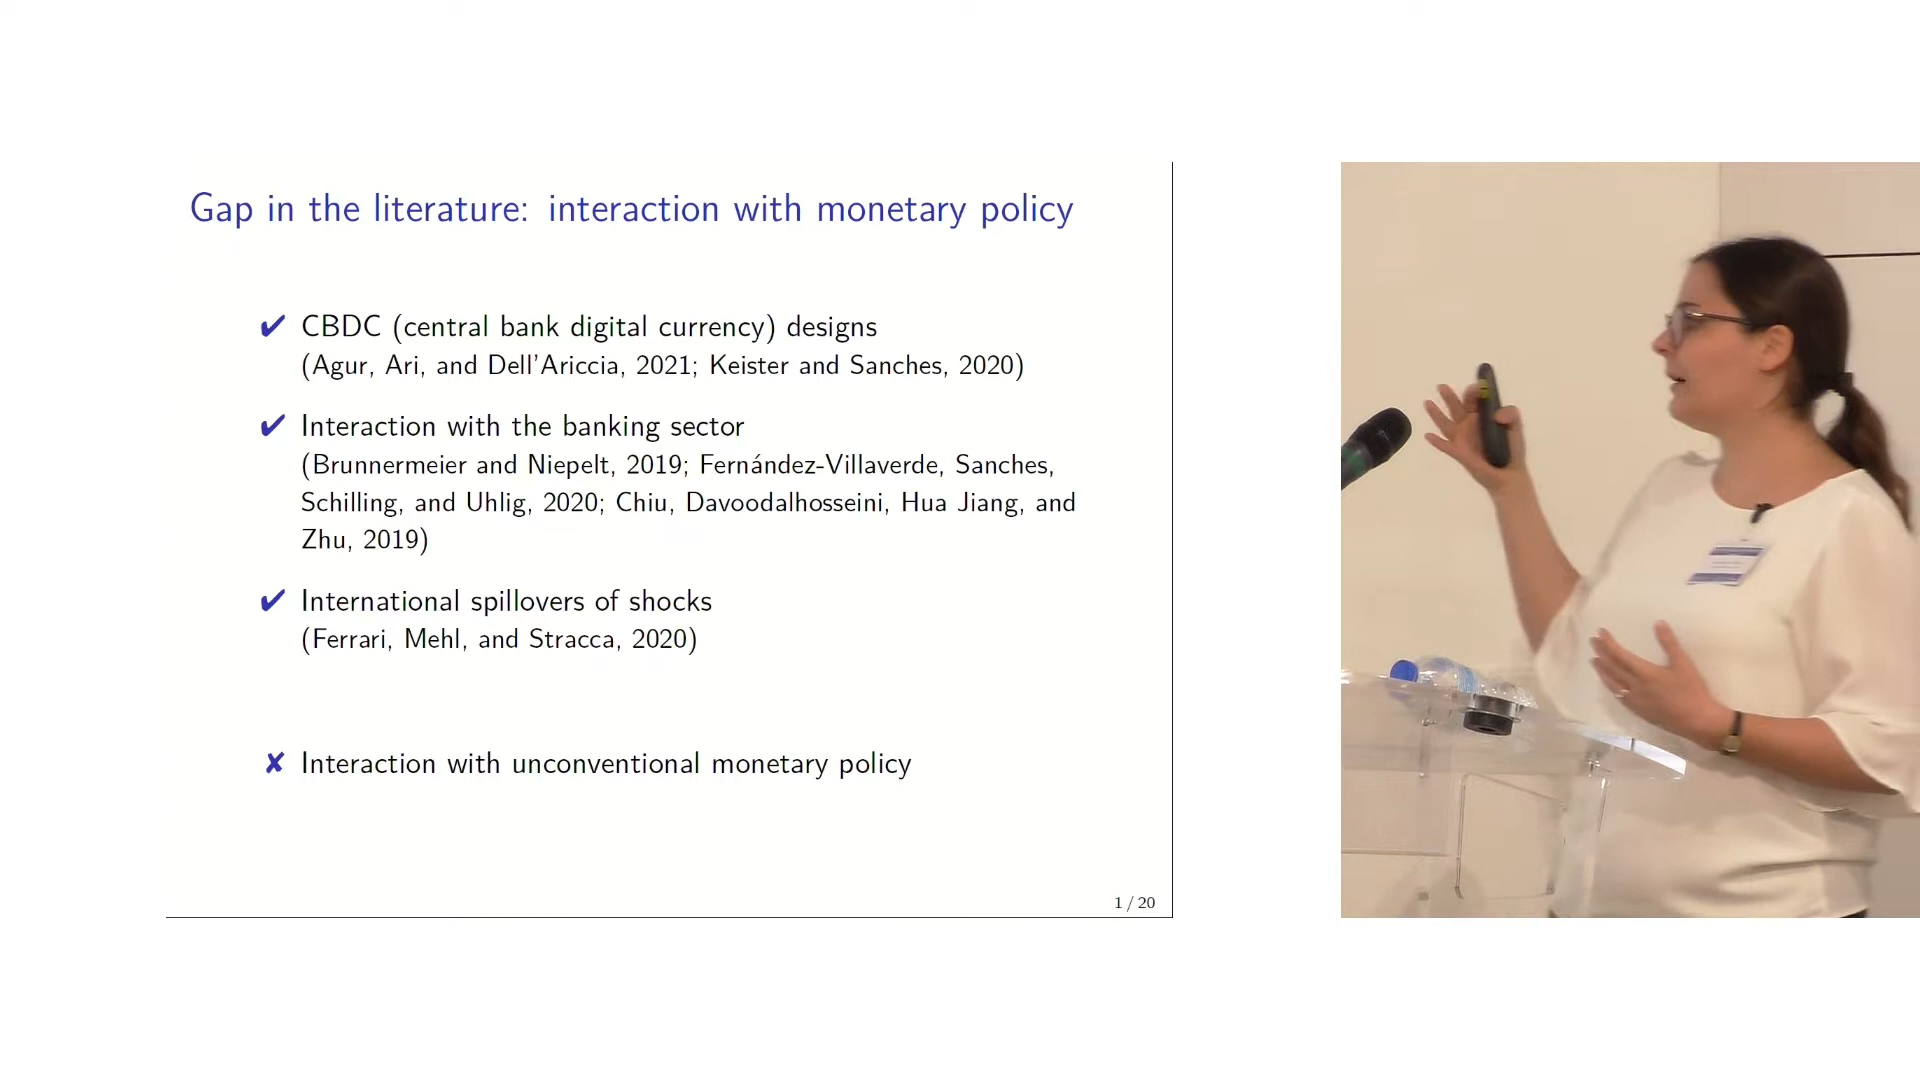 Gap in the literature: interaction with monetary policy
✔ CBDC (central bank digital currency) designs
(Agur, Ari, and Dell'Ariccia, 2021; Keister and Sanches, 2020)
✔ Interaction with the banking sector
(Brunnermeier and Niepelt, 2019; Fernández-Villaverde, Sanches,
Schilling, and Uhlig, 2020; Chiu, Davoodalhosseini, Hua Jiang, and
Zhu, 2019)
✔ International spillovers of shocks
(Ferrari, Mehl, and Stracca, 2020)
✘ Interaction with unconventional monetary policy
1 / 20